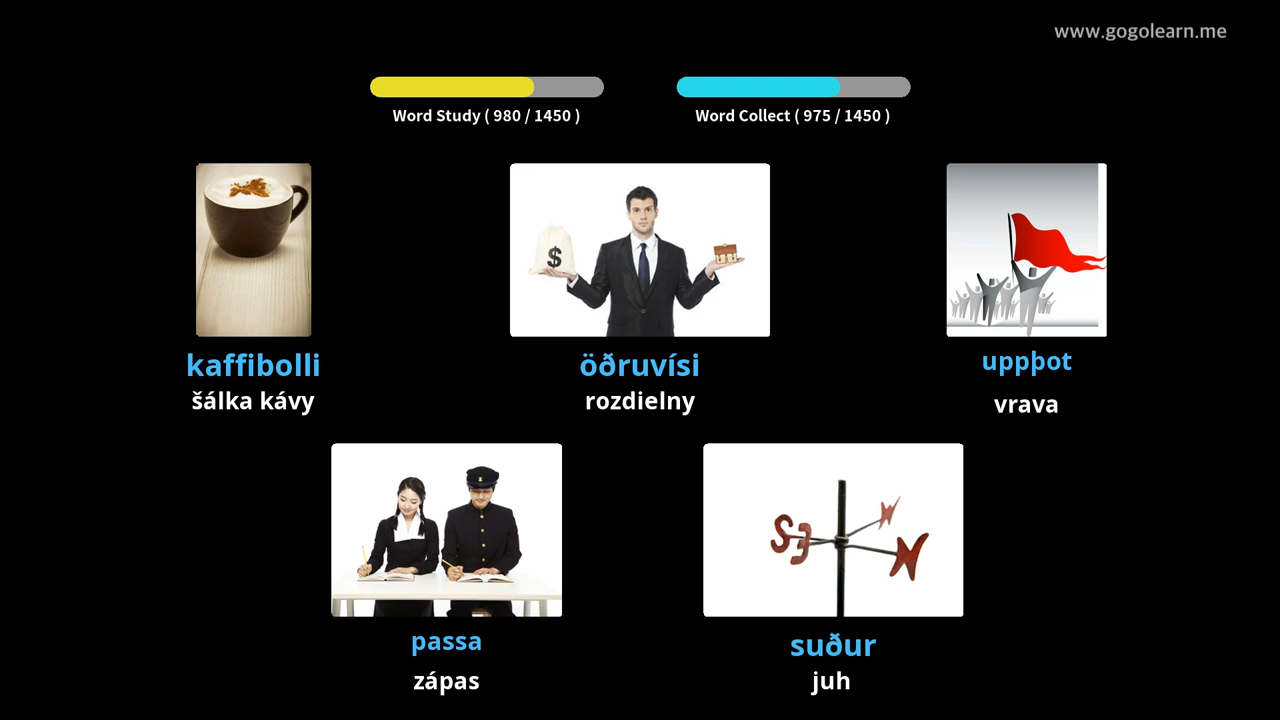 www.gogolearn.me
Word Study ( 980 / 1450 )
Word Collect ( 975 / 1450 )
$
kaffibolli
öðruvísi
uppþot
šálka kávy
rozdielny
vrava
S E N W
passa
suður
zápas
juh